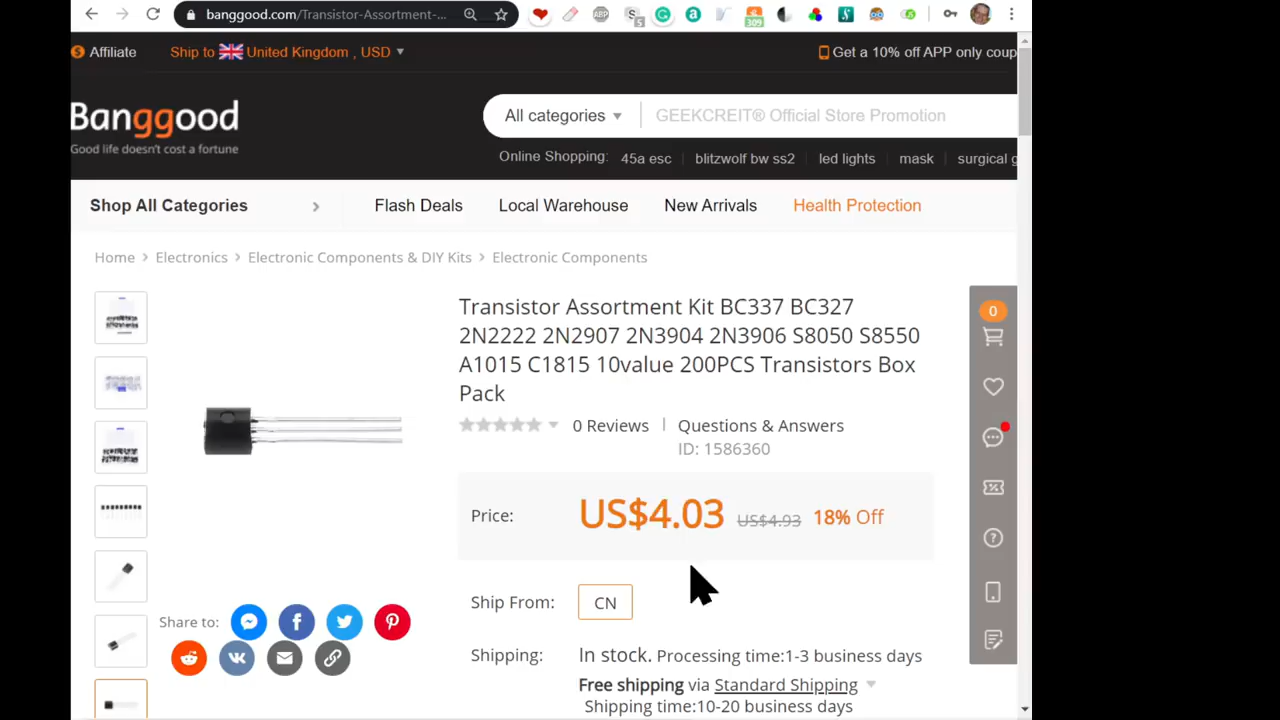 banggood.com/Transistor-Assortment-...
ABP
S
5
a
309
Affiliate
Ship to United Kingdom , USD
Get a 10% off APP only coup
Banggood
Good life doesn't cost a fortune
All categories
GEEKCREIT® Official Store Promotion
Online Shopping:
45a esc
blitzwolf bw ss2
led lights
mask
surgical g
Shop All Categories
Flash Deals
Local Warehouse
New Arrivals
Health Protection
Home > Electronics > Electronic Components & DIY Kits > Electronic Components
Transistor Assortment Kit BC337 BC327
2N2222 2N2907 2N3904 2N3906 S8050 S8550
A1015 C1815 10value 200PCS Transistors Box
Pack
0 Reviews
Questions & Answers
ID: 1586360
0
Price:
US$4.03
US$4.93
18% Off
Ship From:
CN
Share to:
Shipping:
In stock. Processing time:1-3 business days
Free shipping via Standard Shipping
Shipping time:10-20 business days